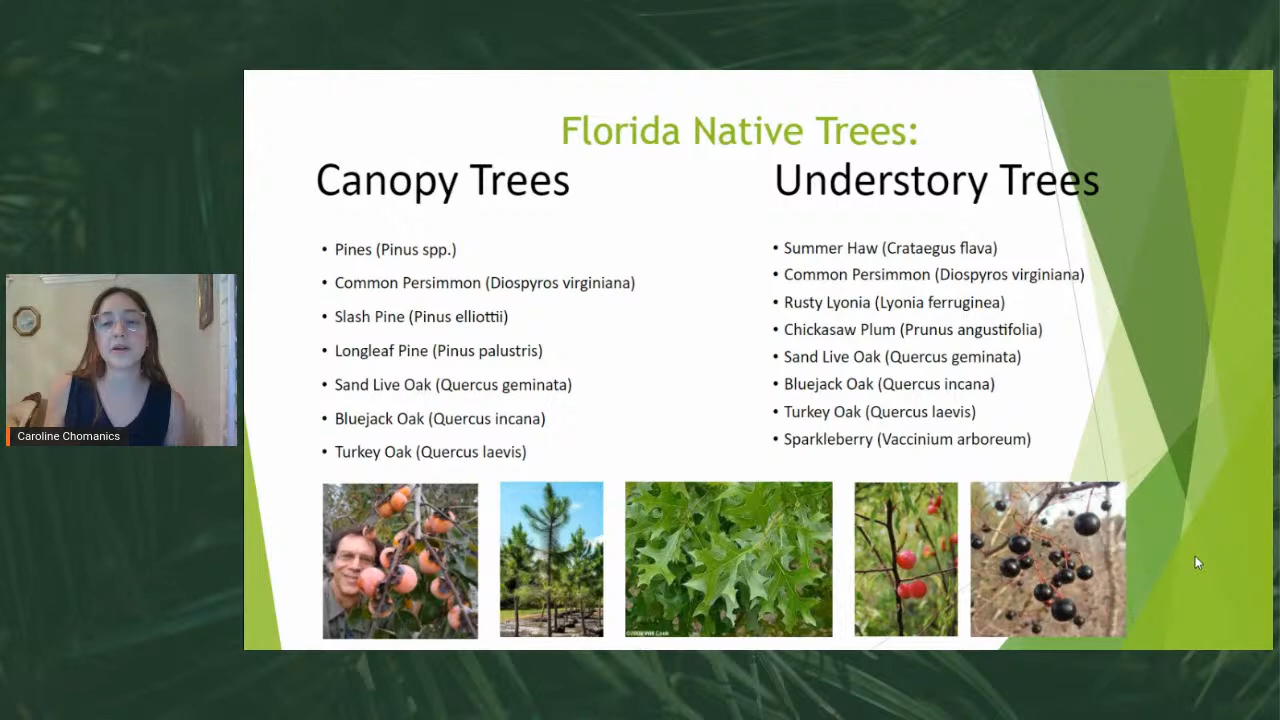 Florida Native Trees:
Canopy Trees
• Pines (Pinus spp.)
• Common Persimmon (Diospyros virginiana)
• Slash Pine (Pinus elliottii)
• Longleaf Pine (Pinus palustris)
• Sand Live Oak (Quercus geminata)
• Bluejack Oak (Quercus incana)
• Turkey Oak (Quercus laevis)
Understory Trees
• Summer Haw (Crataegus flava)
• Common Persimmon (Diospyros virginiana)
• Rusty Lyonia (Lyonia ferruginea)
• Chickasaw Plum (Prunus angustifolia)
• Sand Live Oak (Quercus geminata)
• Bluejack Oak (Quercus incana)
• Turkey Oak (Quercus laevis)
• Sparkleberry (Vaccinium arboreum)
Caroline Chomanics